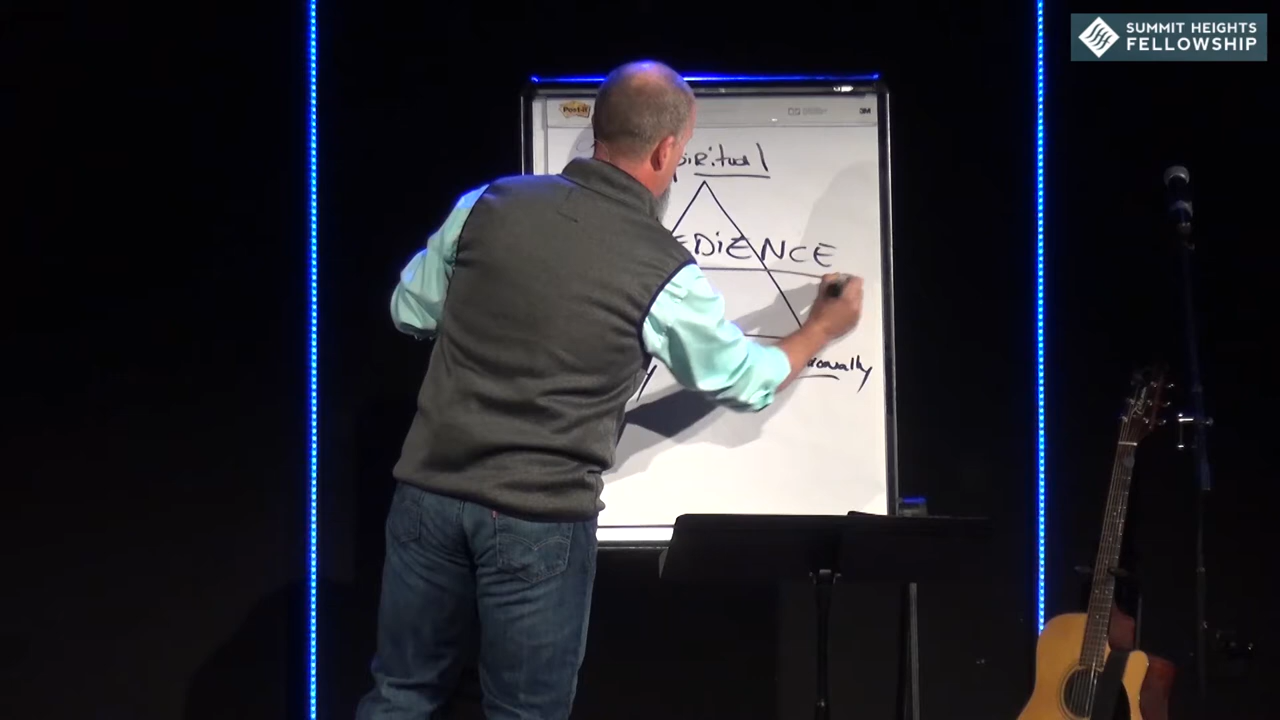 SUMMIT HEIGHTS
FELLOWSHIP
Post-it
3M
piritual
EDiENCE
onally